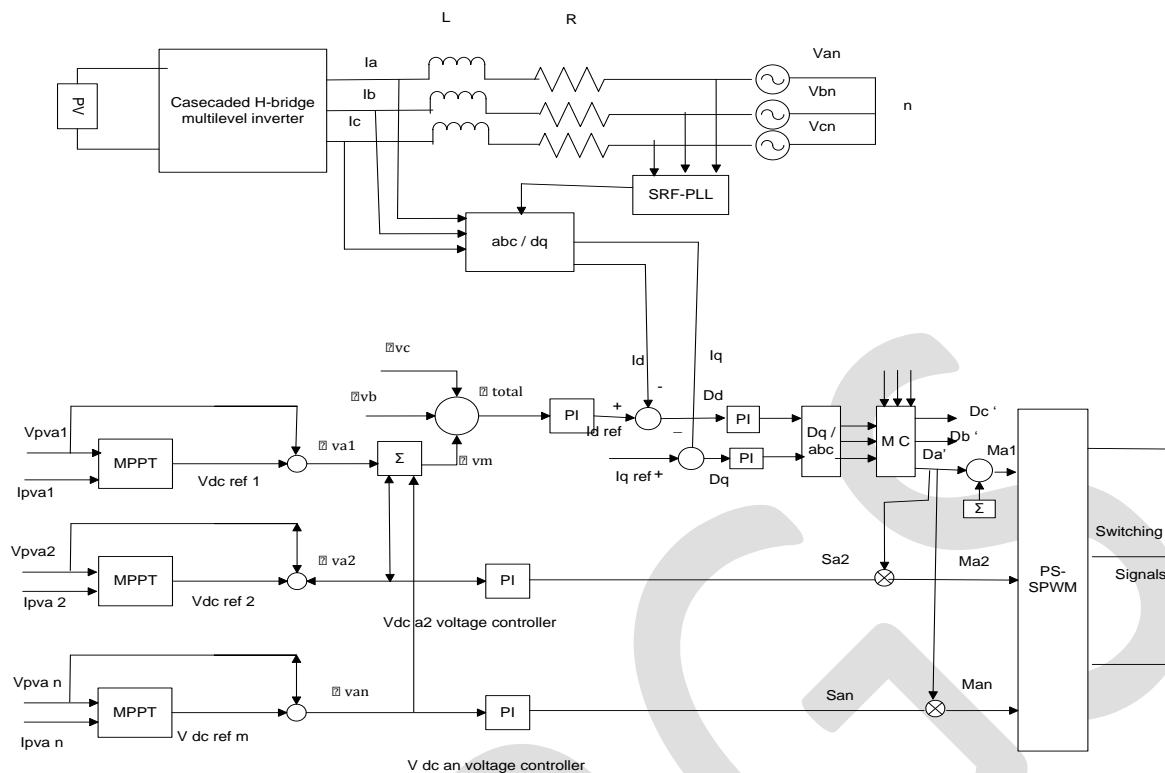 L
R
Van
Ia
PV
Casecaded H-bridge
multilevel inverter
Ib
Vbn
n
Ic
Vcn
SRF-PLL
abc / dq
vc
Id
Iq
-
vb
total
PI
+
Id ref
Dd
PI
Dc ‘
_
Dq /
abc
M C
Db ‘
Vpva1
va1
Σ
vm
Iq ref +
Dq
PI
Da’
Ma1
MPPT
Vdc ref 1
Ipva1
Σ
Vpva2
va2
Sa2
Ma2
Switching
MPPT
PI
PS-
SPWM
Signals
Ipva 2
Vdc ref 2
Vdc a2 voltage controller
Vpva n
van
San
Man
MPPT
PI
Ipva n
V dc ref m
V dc an voltage controller